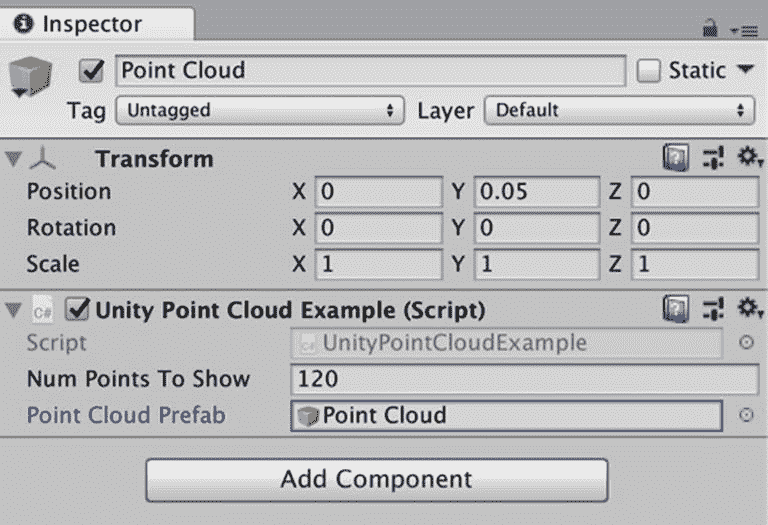 Inspector
Point Cloud Static
Tag Untagged Layer Default
Transform
Position X 0 Y 0.05 Z 0
Rotation X 0 Y 0 Z 0
Scale X 1 Y 1 Z 1
C# Unity Point Cloud Example (Script)
Script C# UnityPointCloudExample
Num Points To Show 120
Point Cloud Prefab Point Cloud
Add Component